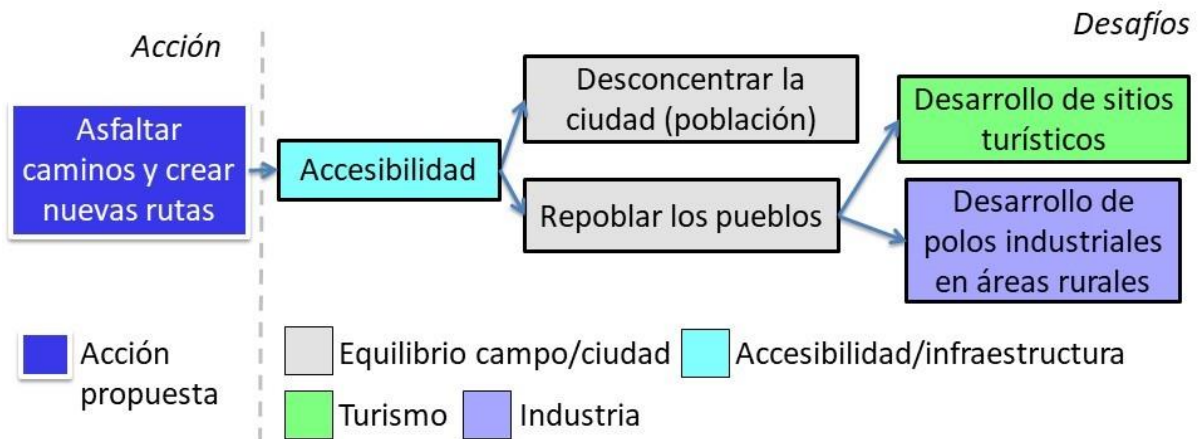 Acción
Desafíos
Asfaltar
caminos y crear
nuevas rutas
Accesibilidad
Desconcentrar la
ciudad (población)
Repoblar los pueblos
Desarrollo de sitios
turísticos
Desarrollo de
polos industriales
en áreas rurales
Acción
propuesta
Equilibrio campo/ciudad
Accesibilidad/infraestructura
Turismo
Industria